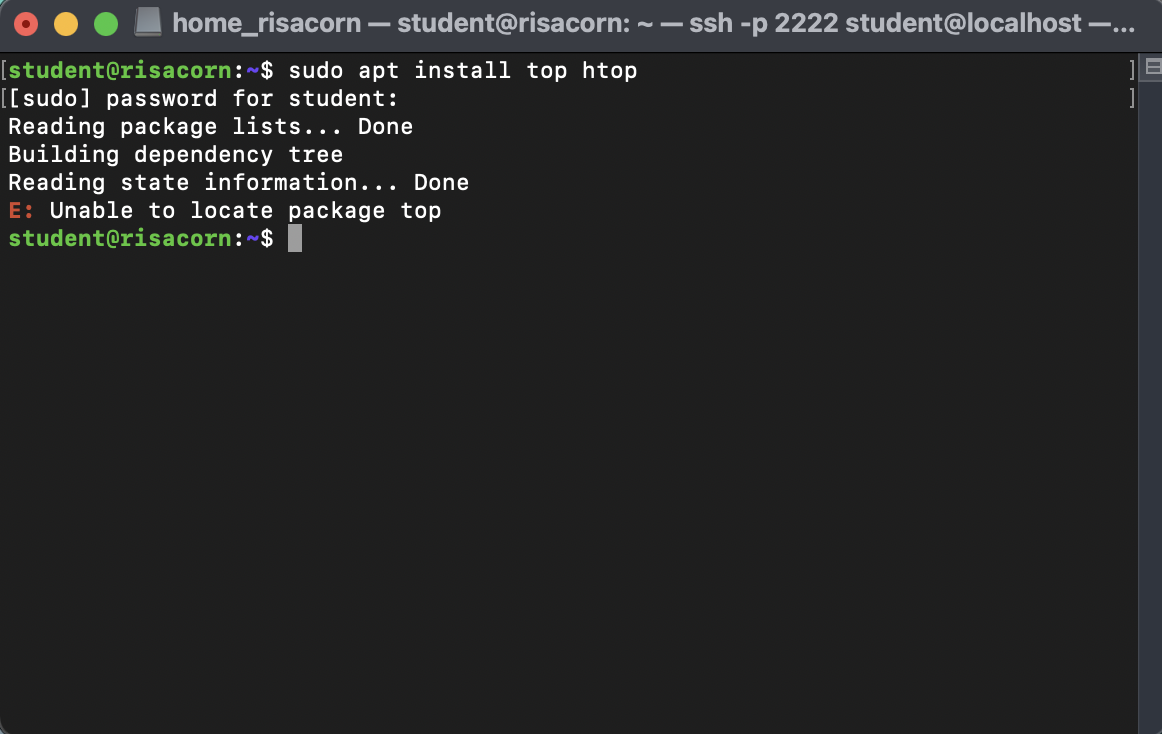 home_risacorn — student@risacorn: ~ — ssh -p 2222 student@localhost —...
[student@risacorn:~$ sudo apt install top htop ]
[[sudo] password for student: ]
Reading package lists... Done
Building dependency tree
Reading state information... Done
E: Unable to locate package top
student@risacorn:~$